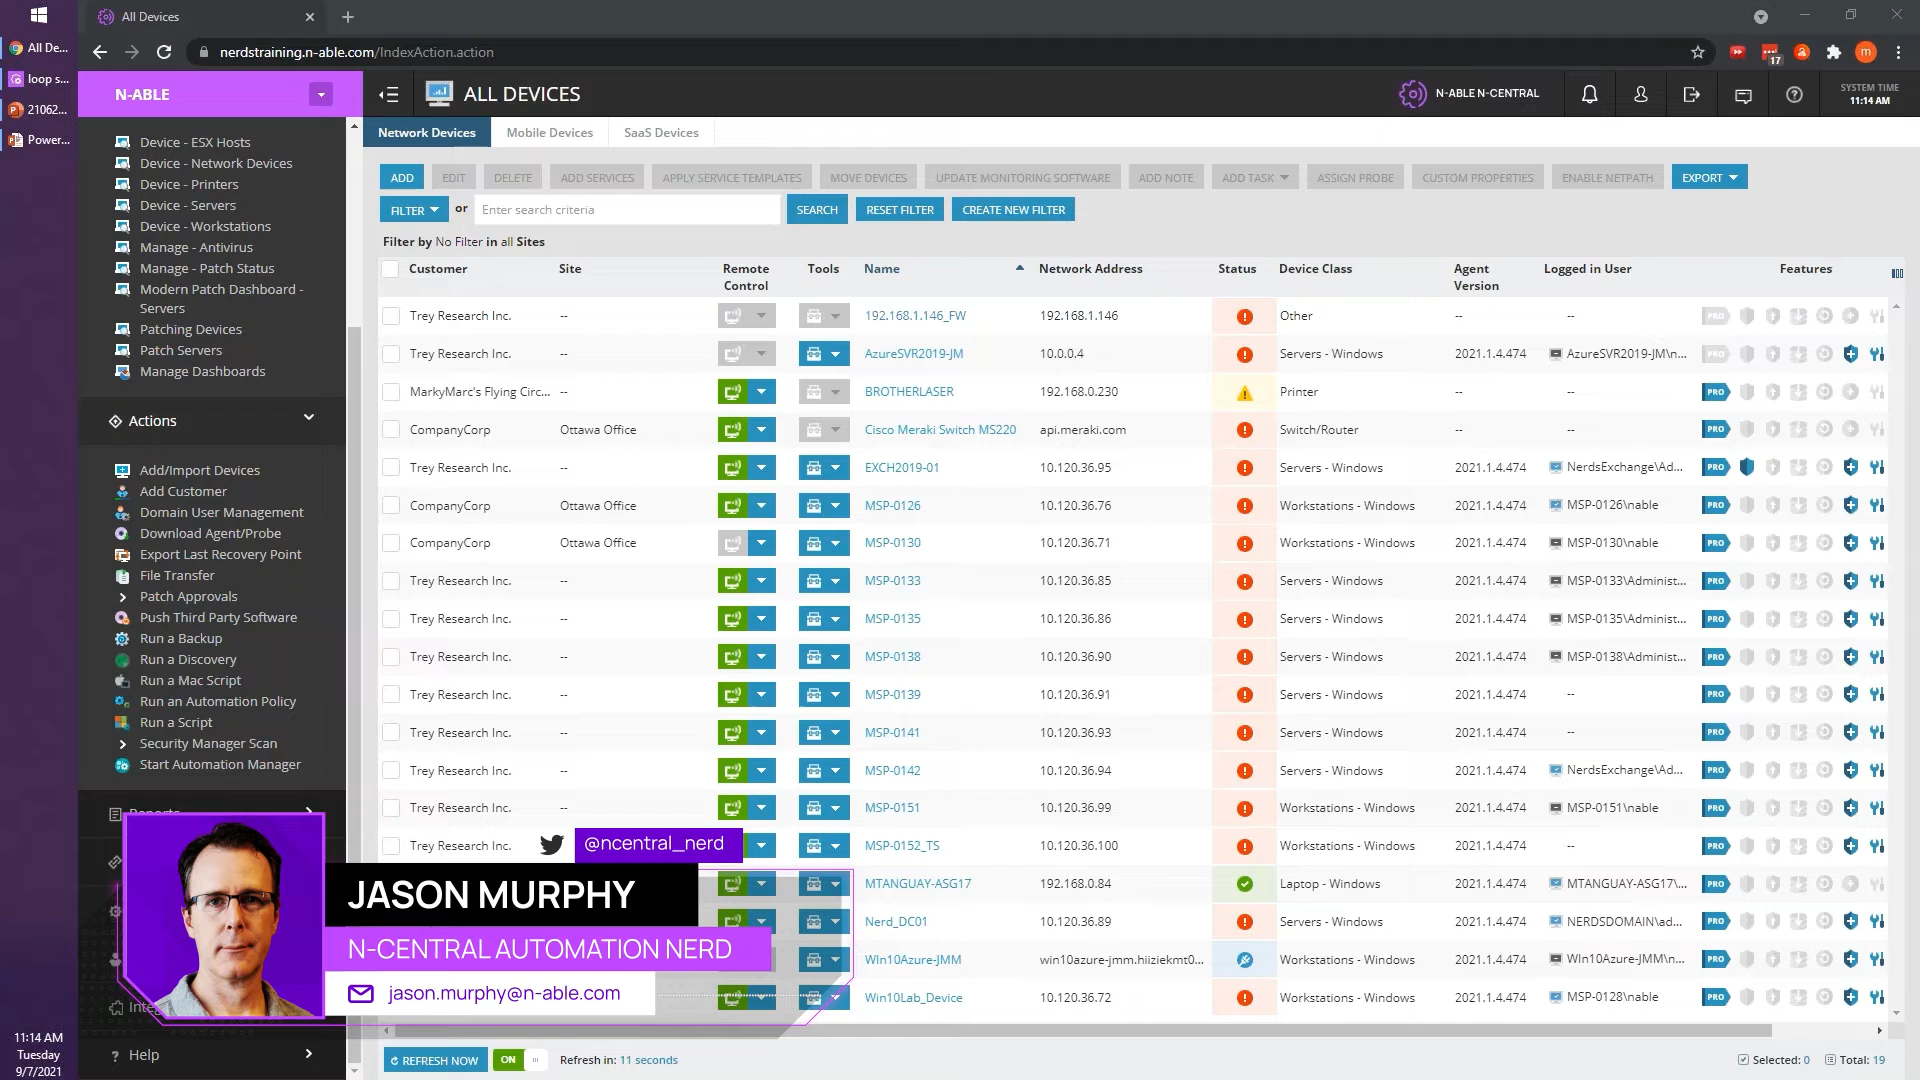 All De...
loop s...
21062...
Power...
11:14 AM
Tuesday
9/7/2021
All Devices
nerdstraining.n-able.com/IndexAction.action
17
m
N-ABLE
ALL DEVICES
N-ABLE N-CENTRAL
SYSTEM TIME
11:14 AM
Device - ESX Hosts
Device - Network Devices
Device - Printers
Device - Servers
Device - Workstations
Manage - Antivirus
Manage - Patch Status
Modern Patch Dashboard -
Servers
Patching Devices
Patch Servers
Manage Dashboards
Actions
Add/Import Devices
Add Customer
Domain User Management
Download Agent/Probe
Export Last Recovery Point
File Transfer
Patch Approvals
Push Third Party Software
Run a Backup
Run a Discovery
Run a Mac Script
Run an Automation Policy
Run a Script
Security Manager Scan
Start Automation Manager
Reports
Help
Network Devices Mobile Devices SaaS Devices
ADD EDIT DELETE ADD SERVICES APPLY SERVICE TEMPLATES MOVE DEVICES UPDATE MONITORING SOFTWARE ADD NOTE ADD TASK ASSIGN PROBE CUSTOM PROPERTIES ENABLE NETPATH EXPORT
FILTER or Enter search criteria SEARCH RESET FILTER CREATE NEW FILTER
Filter by No Filter in all Sites
Customer Site Remote Control Tools Name Network Address Status Device Class Agent Version Logged in User Features
Trey Research Inc. -- 192.168.1.146_FW 192.168.1.146 Other -- -- PRO
Trey Research Inc. -- AzureSVR2019-JM 10.0.0.4 Servers - Windows 2021.1.4.474 AzureSVR2019-JM\n... PRO
MarkyMarc's Flying Circ... -- BROTHERLASER 192.168.0.230 Printer -- -- PRO
CompanyCorp Ottawa Office Cisco Meraki Switch MS220 api.meraki.com Switch/Router -- -- PRO
Trey Research Inc. -- EXCH2019-01 10.120.36.95 Servers - Windows 2021.1.4.474 NerdsExchange\Ad... PRO
CompanyCorp Ottawa Office MSP-0126 10.120.36.76 Workstations - Windows 2021.1.4.474 MSP-0126\nable PRO
CompanyCorp Ottawa Office MSP-0130 10.120.36.71 Workstations - Windows 2021.1.4.474 MSP-0130\nable PRO
Trey Research Inc. -- MSP-0133 10.120.36.85 Servers - Windows 2021.1.4.474 MSP-0133\Administ... PRO
Trey Research Inc. -- MSP-0135 10.120.36.86 Servers - Windows 2021.1.4.474 MSP-0135\Administ... PRO
Trey Research Inc. -- MSP-0138 10.120.36.90 Servers - Windows 2021.1.4.474 MSP-0138\Administ... PRO
Trey Research Inc. -- MSP-0139 10.120.36.91 Servers - Windows 2021.1.4.474 -- PRO
Trey Research Inc. -- MSP-0141 10.120.36.93 Servers - Windows 2021.1.4.474 -- PRO
Trey Research Inc. -- MSP-0142 10.120.36.94 Servers - Windows 2021.1.4.474 NerdsExchange\Ad... PRO
Trey Research Inc. -- MSP-0151 10.120.36.99 Workstations - Windows 2021.1.4.474 MSP-0151\nable PRO
Trey Research Inc. MSP-0152_TS 10.120.36.100 Workstations - Windows 2021.1.4.474 -- PRO
MTANGUAY-ASG17 192.168.0.84 Laptop - Windows 2021.1.4.474 MTANGUAY-ASG17\... PRO
Nerd_DC01 10.120.36.89 Servers - Windows 2021.1.4.474 NERDSDOMAIN\ad... PRO
WIn10Azure-JMM win10azure-jmm.hiiziekmt0... Workstations - Windows 2021.1.4.474 WIn10Azure-JMM\n... PRO
Win10Lab_Device 10.120.36.72 Workstations - Windows 2021.1.4.474 MSP-0128\nable PRO
@ncentral_nerd
JASON MURPHY
N-CENTRAL AUTOMATION NERD
jason.murphy@n-able.com
REFRESH NOW ON Refresh in: 11 seconds Selected: 0 Total: 19